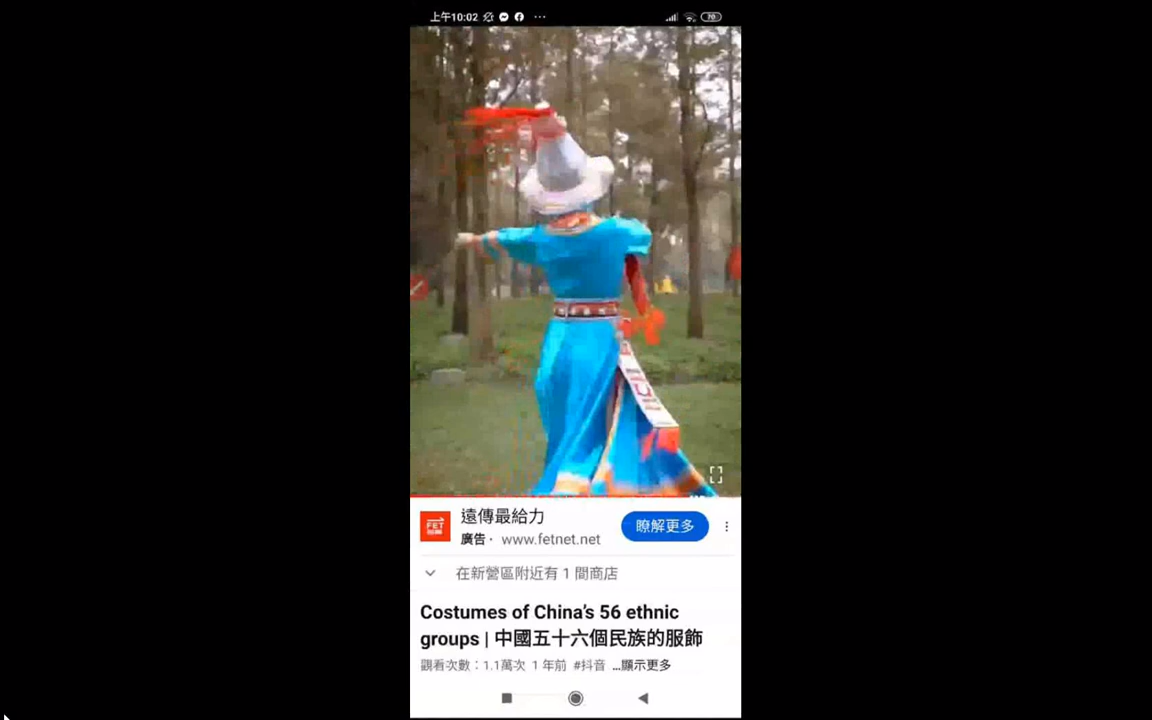 上午10:02
70
遠傳最給力
FET
廣告 · www.fetnet.net
瞭解更多
在新營區附近有 1 間商店
Costumes of China's 56 ethnic
groups | 中國五十六個民族的服飾
觀看次數：1.1萬次 1 年前 #抖音 ...顯示更多